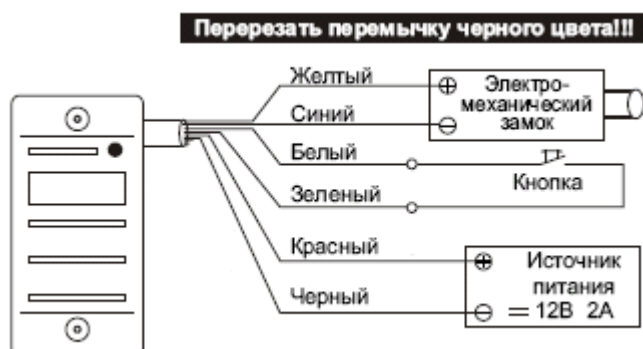 Перерезать перемычку черного цвета!!!
Желтый
Электро-
механический
замок
Синий
Белый
Кнопка
Зеленый
Красный
Источник
питания
12В 2А
Черный